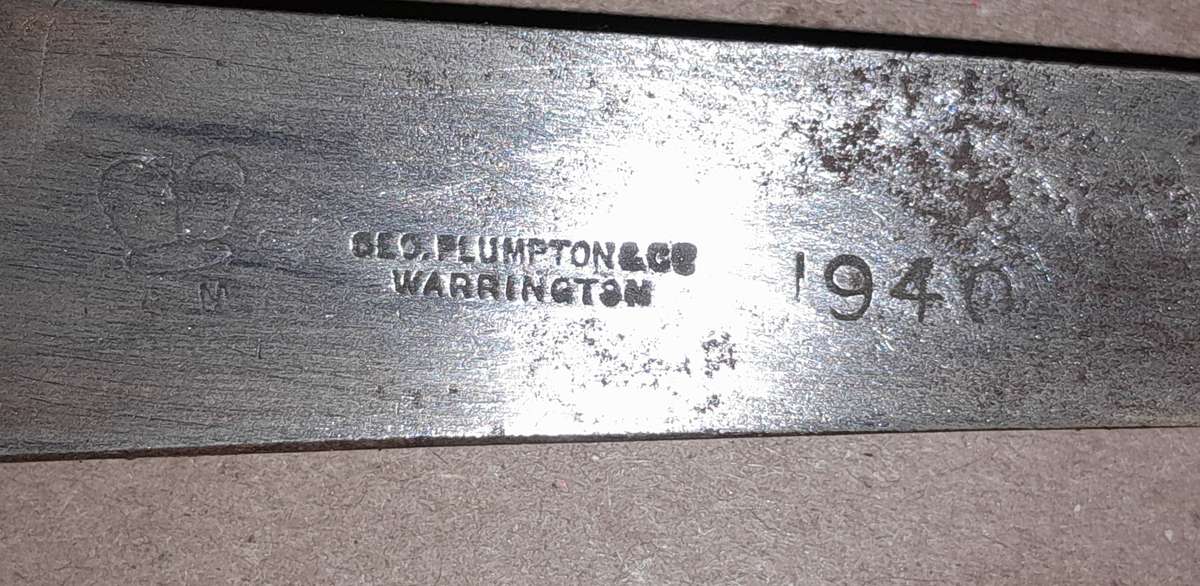 GEO. PLUMPTON & CO
WARRINGTON
1940
M